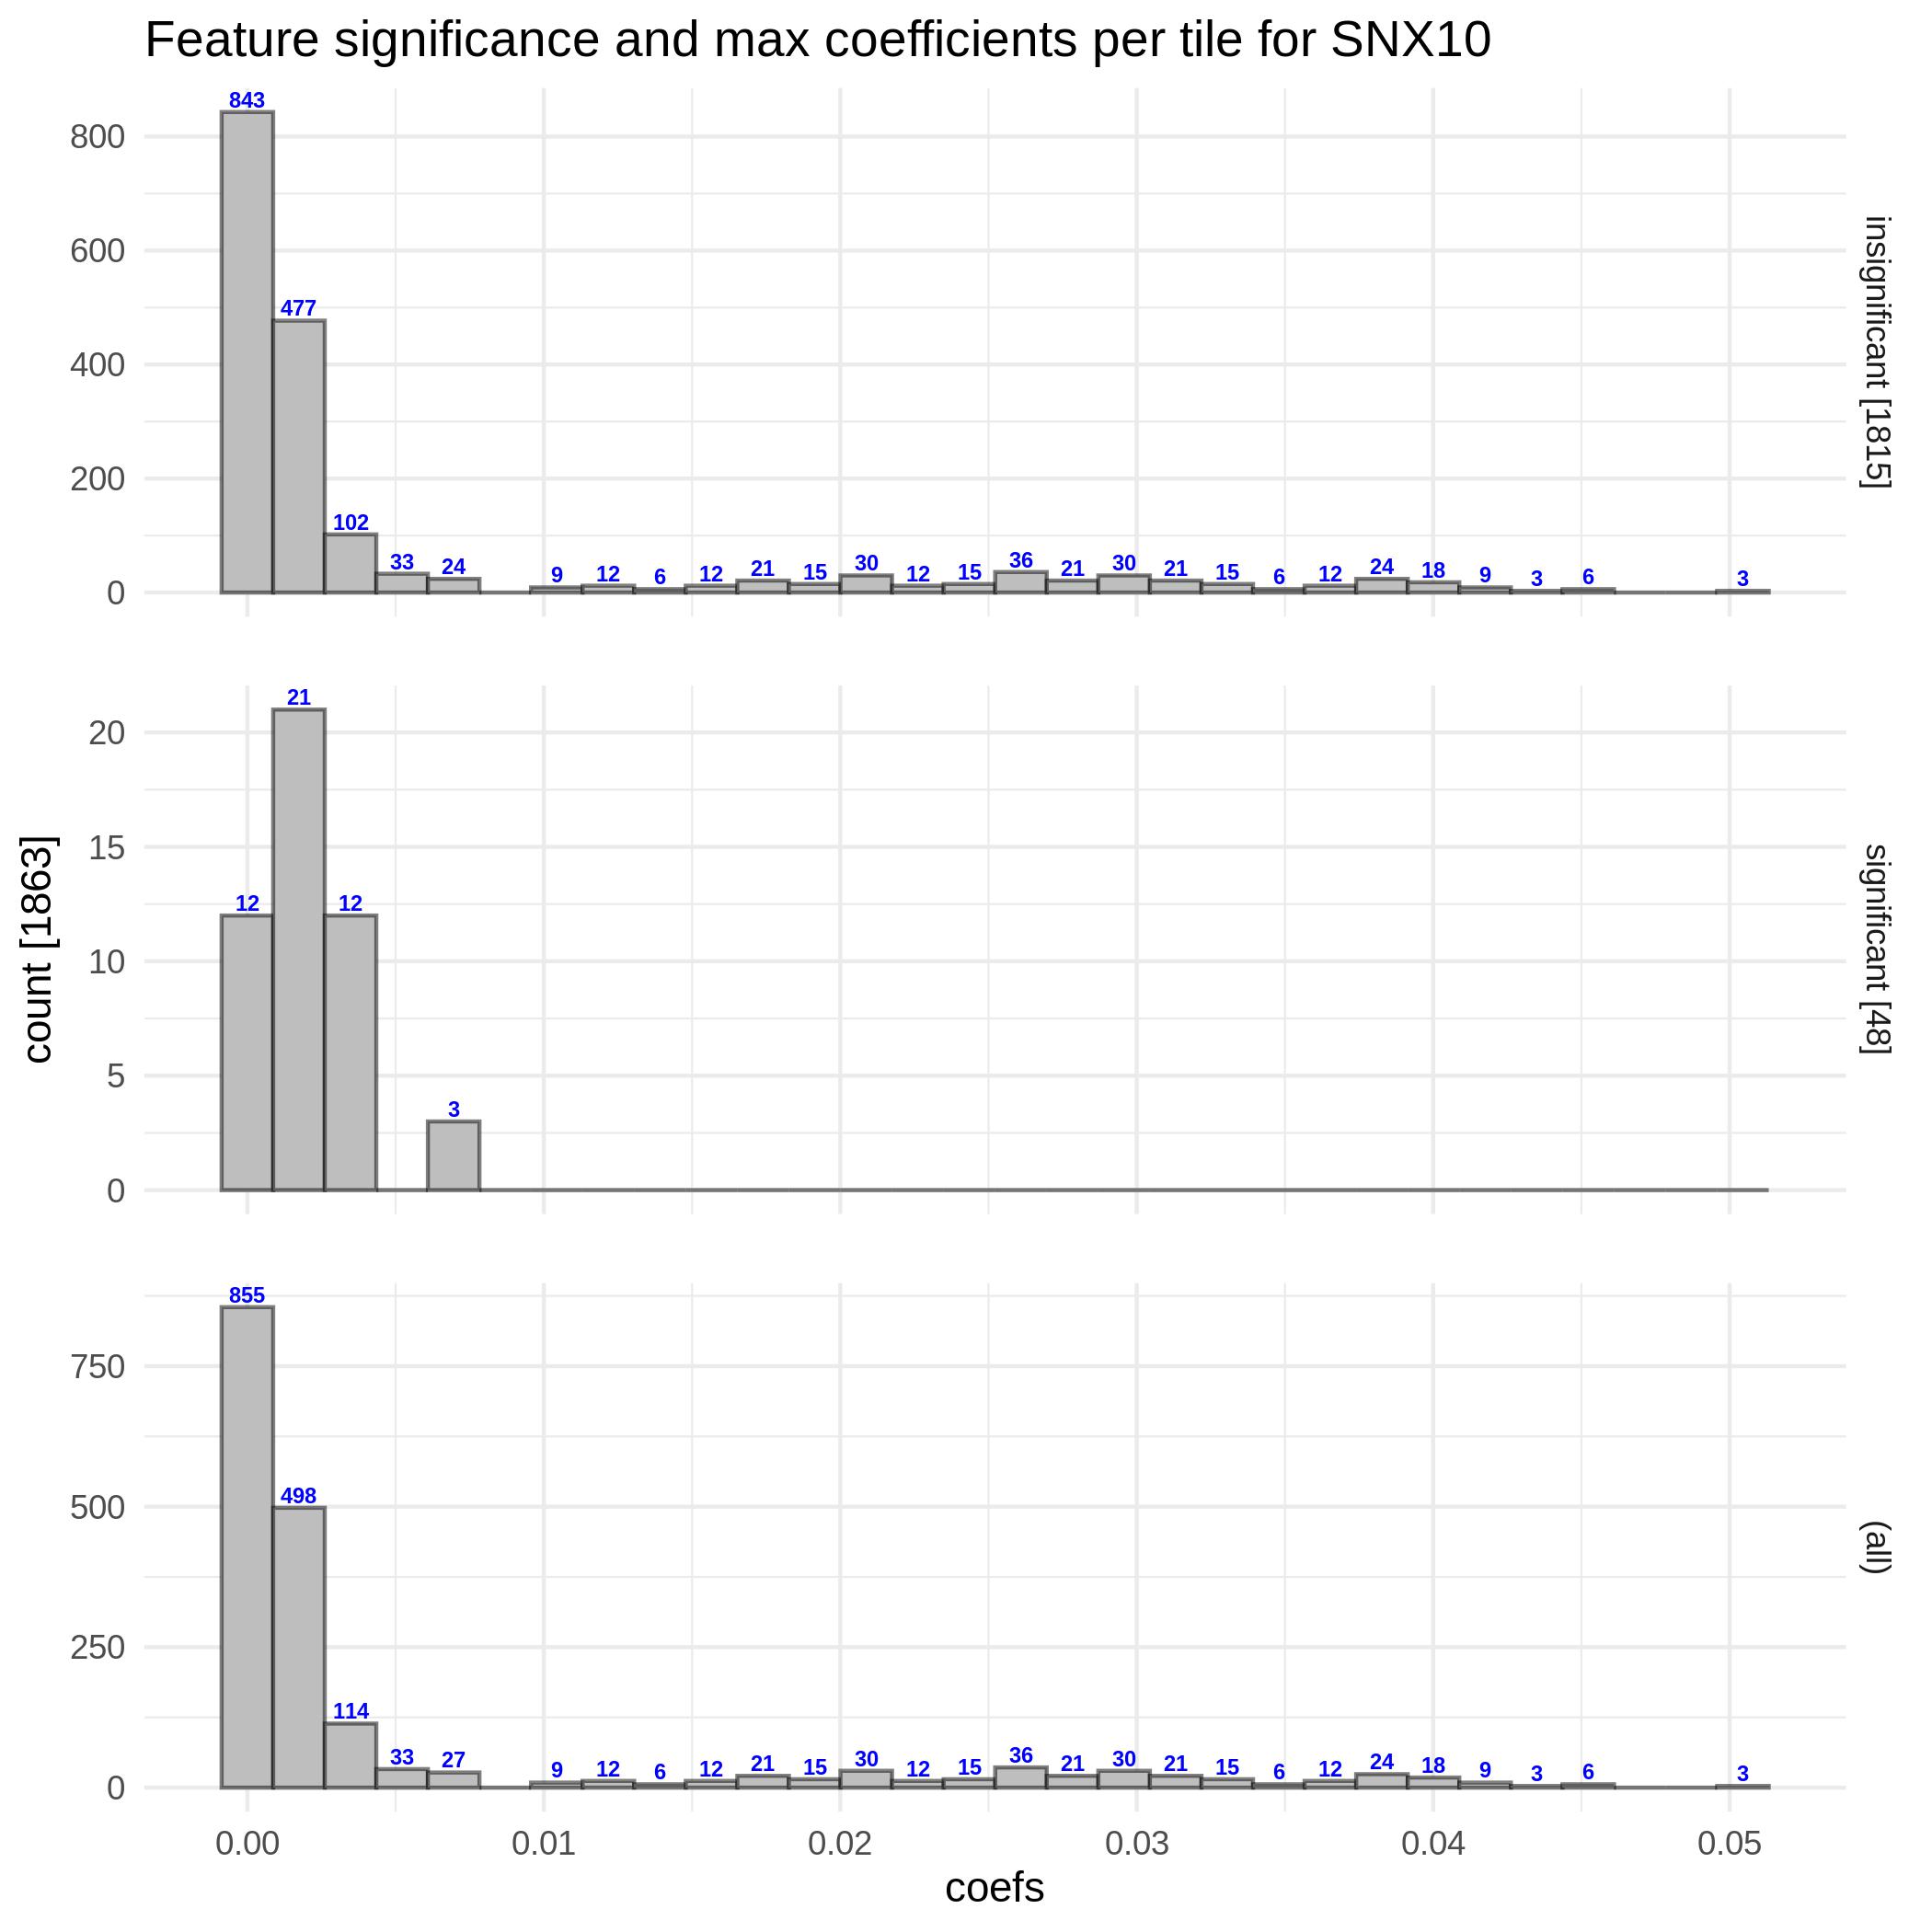 Feature significance and max coefficients per tile for SNX10
843
800
600
477
400
200
102
33 24 9 12 6 12 21 15 30 12 15 36 21 30 21 15 6 12 24 18 9 3 6 3
0
insignificant [1815]
21
20
15
12 12
10
5
3
0
significant [48]
count [1863]
855
750
498
500
250
114
33 27 9 12 6 12 21 15 30 12 15 36 21 30 21 15 6 12 24 18 9 3 6 3
0
(all)
0.00 0.01 0.02 0.03 0.04 0.05
coefs